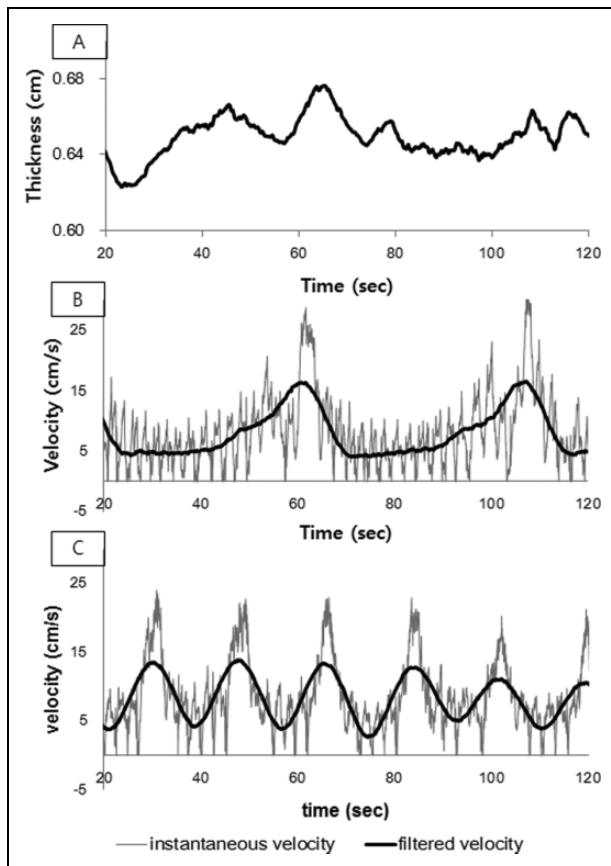 A
Thickness (cm)
0.68
0.64
0.60
20 40 60 80 100 120
Time (sec)
B
Velocity (cm/s)
25
15
5
-5
20 40 60 80 100 120
Time (sec)
C
velocity (cm/s)
25
15
5
-5
20 40 60 80 100 120
time (sec)
instantaneous velocity filtered velocity